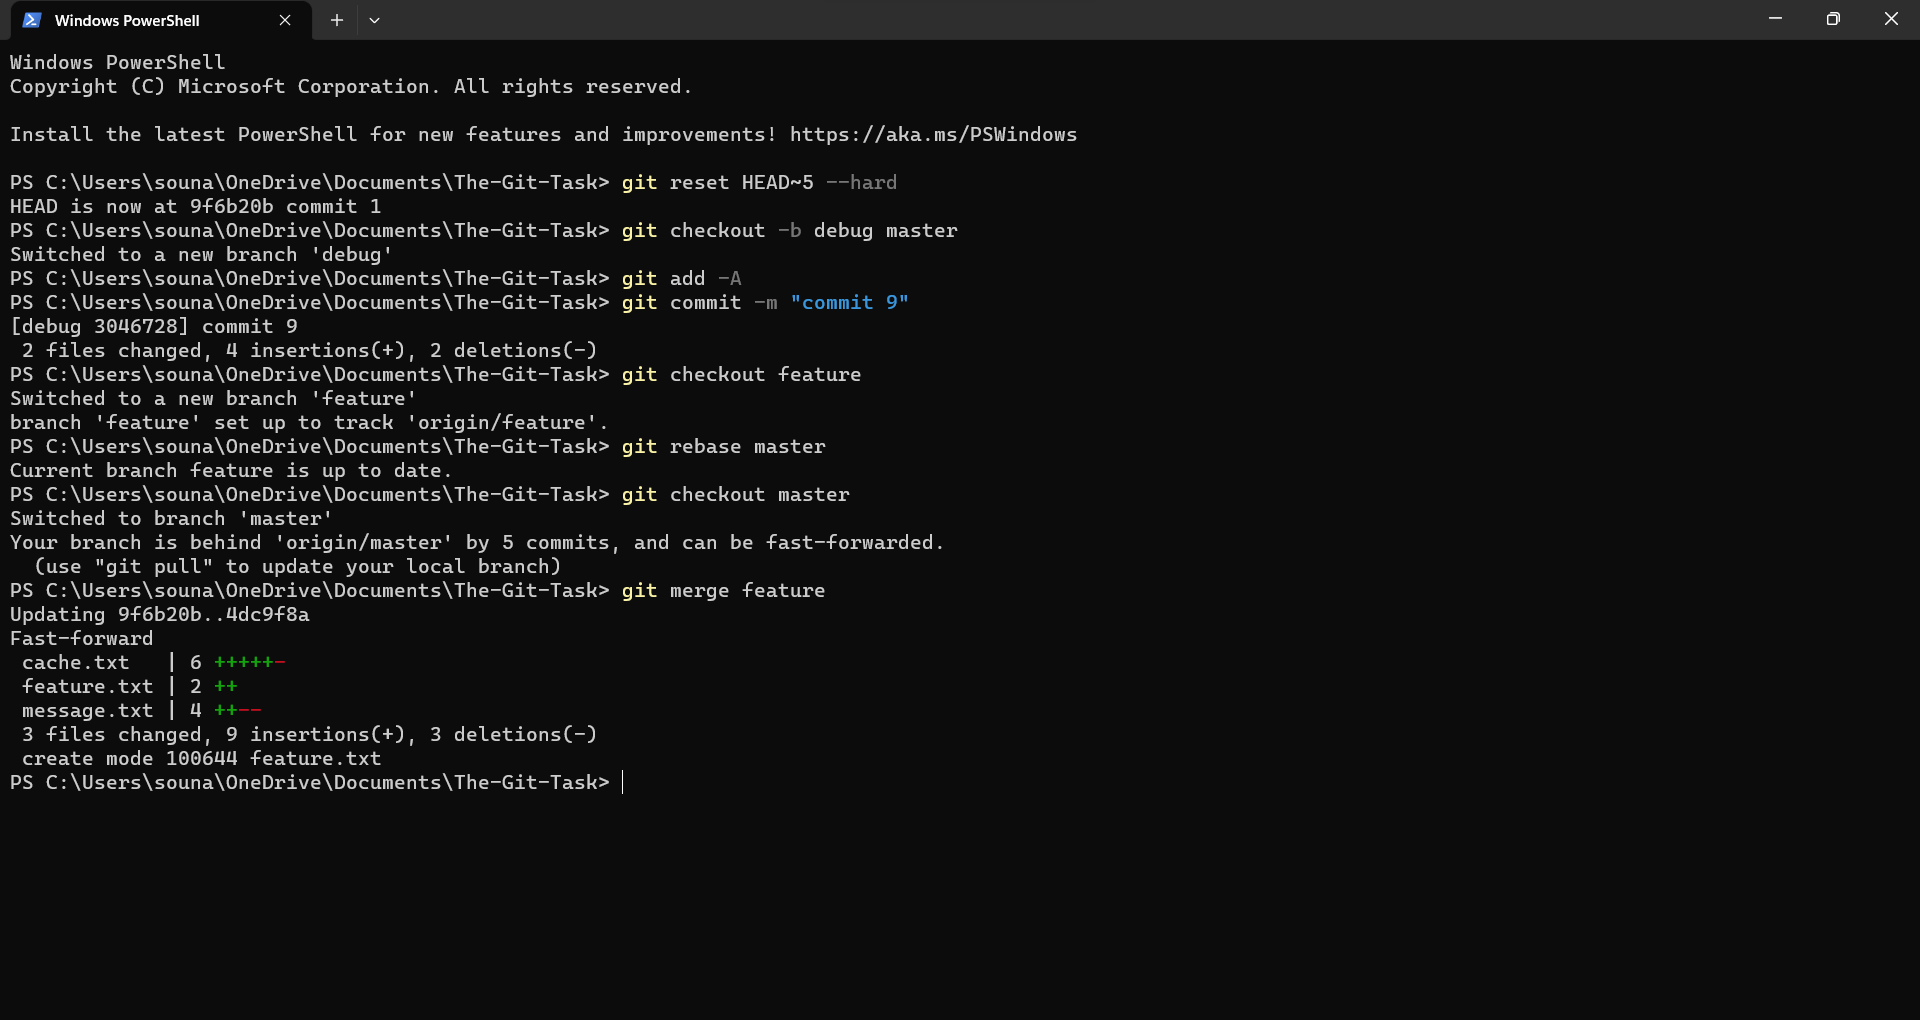 Windows PowerShell
Windows PowerShell
Copyright (C) Microsoft Corporation. All rights reserved.
Install the latest PowerShell for new features and improvements! https://aka.ms/PSWindows
PS C:\Users\souna\OneDrive\Documents\The-Git-Task> git reset HEAD~5 --hard
HEAD is now at 9f6b20b commit 1
PS C:\Users\souna\OneDrive\Documents\The-Git-Task> git checkout -b debug master
Switched to a new branch 'debug'
PS C:\Users\souna\OneDrive\Documents\The-Git-Task> git add -A
PS C:\Users\souna\OneDrive\Documents\The-Git-Task> git commit -m "commit 9"
[debug 3046728] commit 9
 2 files changed, 4 insertions(+), 2 deletions(-)
PS C:\Users\souna\OneDrive\Documents\The-Git-Task> git checkout feature
Switched to a new branch 'feature'
branch 'feature' set up to track 'origin/feature'.
PS C:\Users\souna\OneDrive\Documents\The-Git-Task> git rebase master
Current branch feature is up to date.
PS C:\Users\souna\OneDrive\Documents\The-Git-Task> git checkout master
Switched to branch 'master'
Your branch is behind 'origin/master' by 5 commits, and can be fast-forwarded.
  (use "git pull" to update your local branch)
PS C:\Users\souna\OneDrive\Documents\The-Git-Task> git merge feature
Updating 9f6b20b..4dc9f8a
Fast-forward
 cache.txt   | 6 +++++-
 feature.txt | 2 ++
 message.txt | 4 ++--
 3 files changed, 9 insertions(+), 3 deletions(-)
 create mode 100644 feature.txt
PS C:\Users\souna\OneDrive\Documents\The-Git-Task>